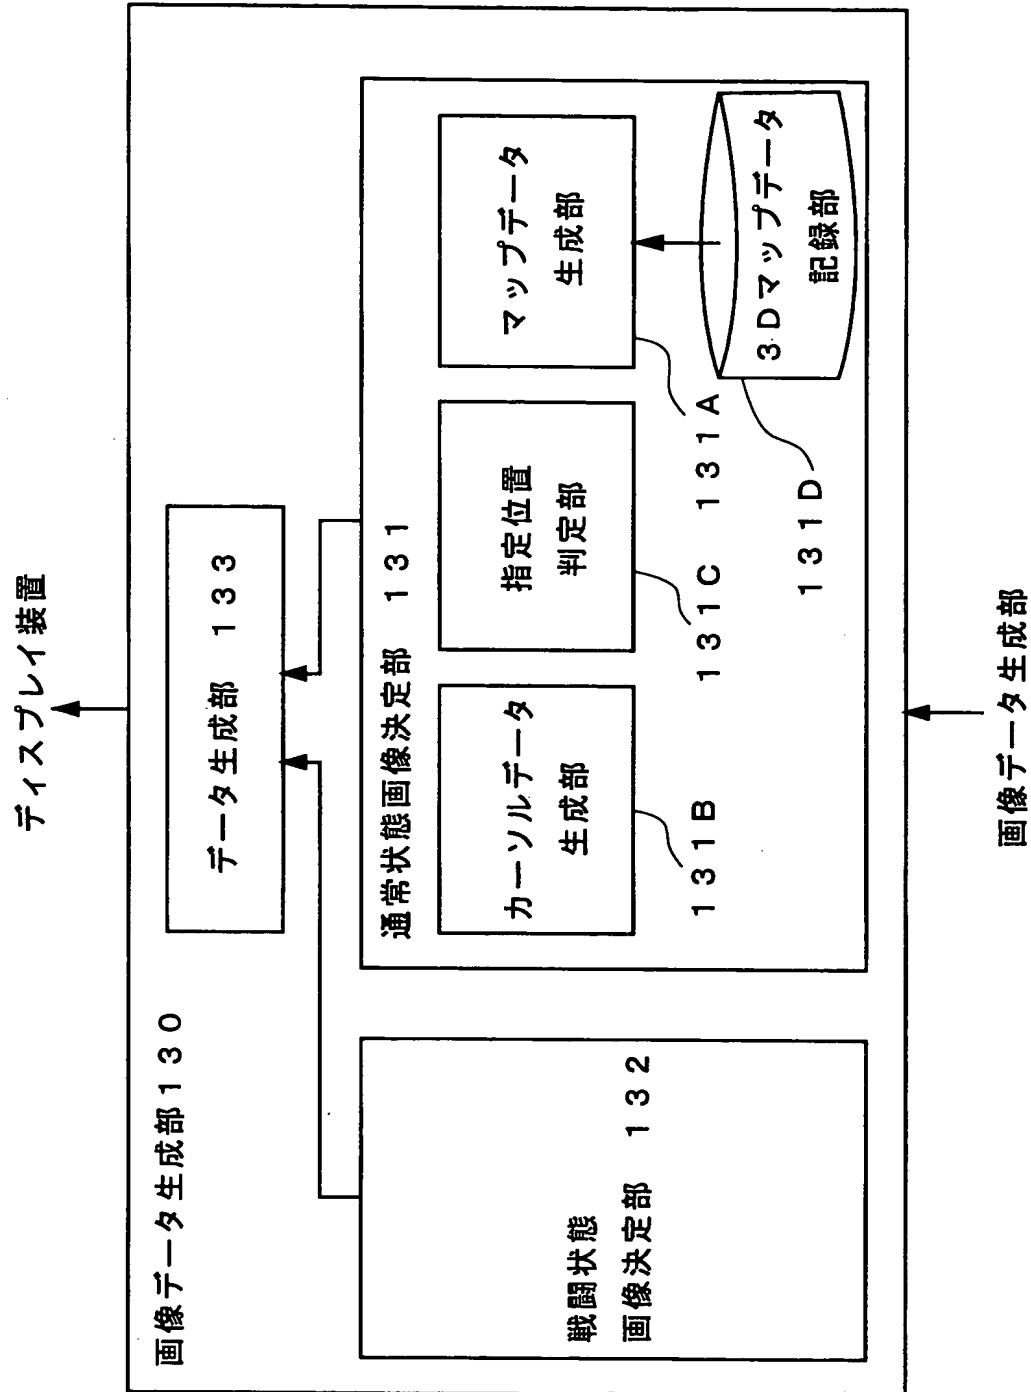 ディスプレイ装置
画像データ生成部130
データ生成部 133
戦闘状態
画像決定部 132
通常状態画像決定部 131
カーソルデータ
生成部
131B
指定位置
判定部
131C
マップデータ
生成部
131A
3Dマップデータ
記録部
131D
画像データ生成部